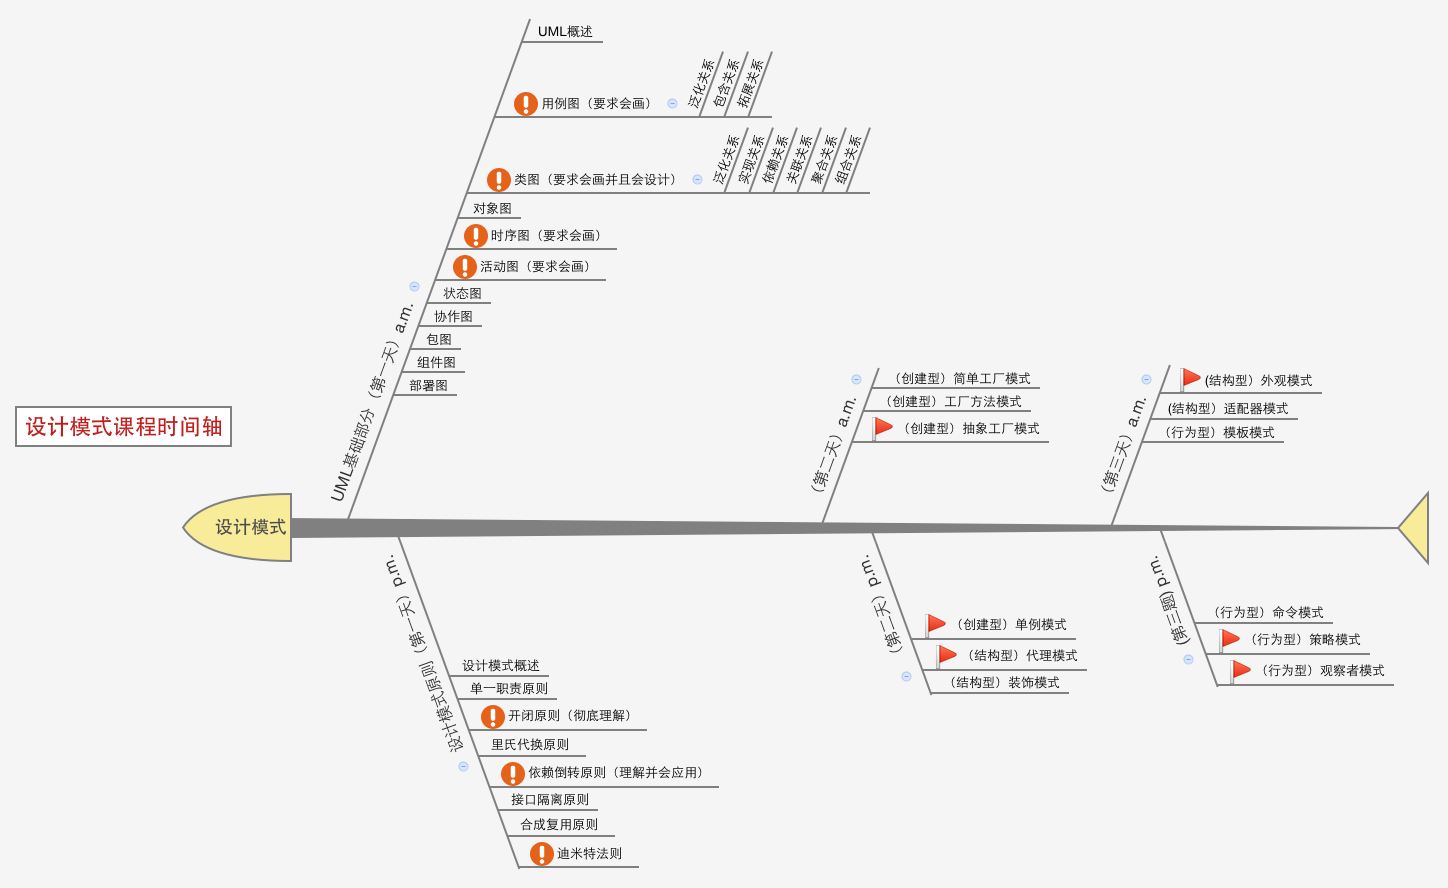 设计模式课程时间轴
设计模式
UML基础部分（第一天）a.m.
UML概述
用例图（要求会画）
泛化关系
包含关系
拓展关系
类图（要求会画并且会设计）
泛化关系
实现关系
依赖关系
关联关系
聚合关系
组合关系
对象图
时序图（要求会画）
活动图（要求会画）
状态图
协作图
包图
组件图
部署图
设计模式原则（第一天）p.m.
设计模式概述
单一职责原则
开闭原则（彻底理解）
里氏代换原则
依赖倒转原则（理解并会应用）
接口隔离原则
合成复用原则
迪米特法则
（第二天）a.m.
（创建型）简单工厂模式
（创建型）工厂方法模式
（创建型）抽象工厂模式
（第二天）p.m.
（创建型）单例模式
（结构型）代理模式
（结构型）装饰模式
（第三天）a.m.
(结构型）外观模式
(结构型）适配器模式
（行为型）模板模式
(第三题) p.m.
（行为型）命令模式
（行为型）策略模式
（行为型）观察者模式